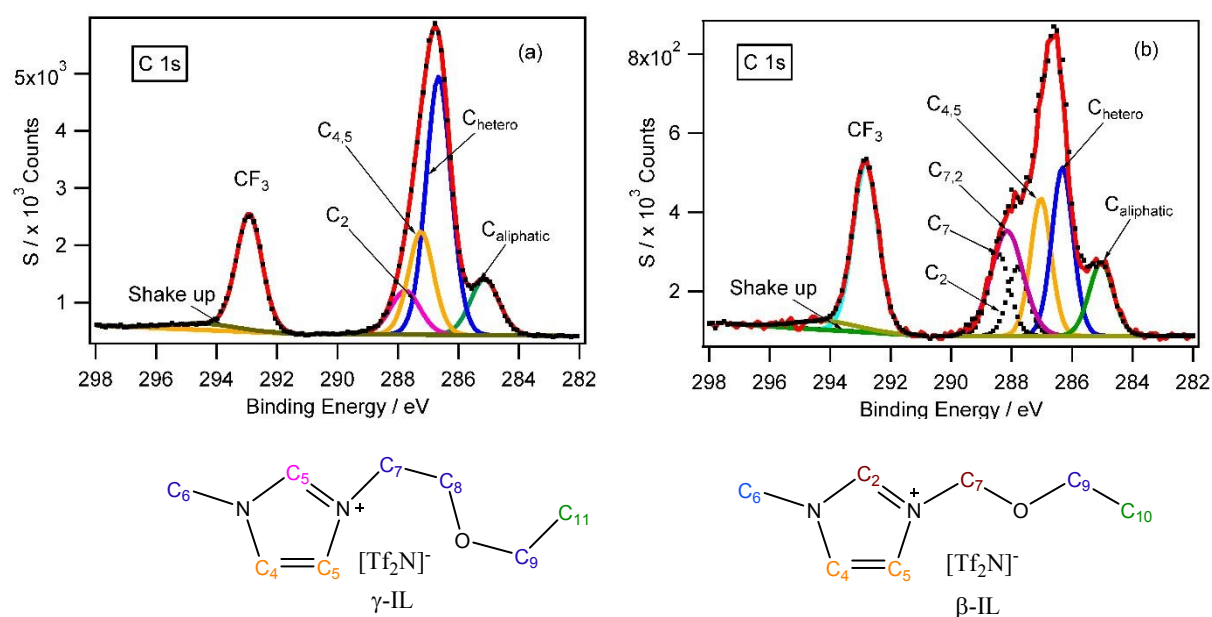 C 1s
(a)
S / x 10³ Counts
5x10³
3
2
1
CF₃
C₄,₅
C_hetero
C₂
C_aliphatic
Shake up
298 296 294 292 290 288 286 284 282
Binding Energy / eV
C 1s
(b)
S / x 10³ Counts
8x10²
6
4
2
CF₃
C₄,₅
C_hetero
C₇,₂
C₇
C_aliphatic
C₂
Shake up
298 296 294 292 290 288 286 284 282
Binding Energy / eV
C₆ N C₅ N + C₇ C₈ O C₉ C₁₁
C₄ C₅
[Tf₂N]⁻
γ-IL
C₆ N C₂ N + C₇ O C₉ C₁₀
C₄ C₅
[Tf₂N]⁻
β-IL